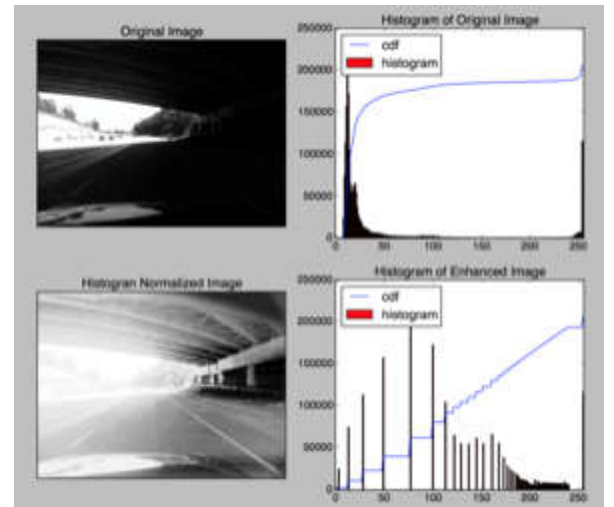 Original Image
Histogram of Original Image
250000
200000
150000
100000
50000
0
cdf
histogram
0 50 100 150 200 250
Histogran Normalized Image
Histogram of Enhanced Image
250000
200000
150000
100000
50000
0
cdf
histogram
0 50 100 150 200 250